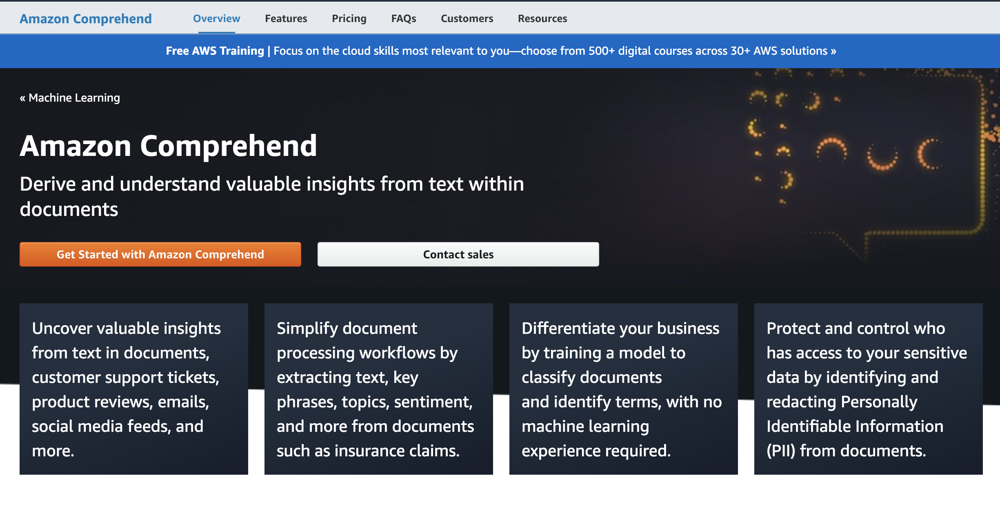 Amazon Comprehend
Overview
Features
Pricing
FAQs
Customers
Resources
Free AWS Training | Focus on the cloud skills most relevant to you—choose from 500+ digital courses across 30+ AWS solutions »
« Machine Learning
Amazon Comprehend
Derive and understand valuable insights from text within
documents
Get Started with Amazon Comprehend
Contact sales
Uncover valuable insights
from text in documents,
customer support tickets,
product reviews, emails,
social media feeds, and
more.
Simplify document
processing workflows by
extracting text, key
phrases, topics, sentiment,
and more from documents
such as insurance claims.
Differentiate your business
by training a model to
classify documents
and identify terms, with no
machine learning
experience required.
Protect and control who
has access to your sensitive
data by identifying and
redacting Personally
Identifiable Information
(PII) from documents.